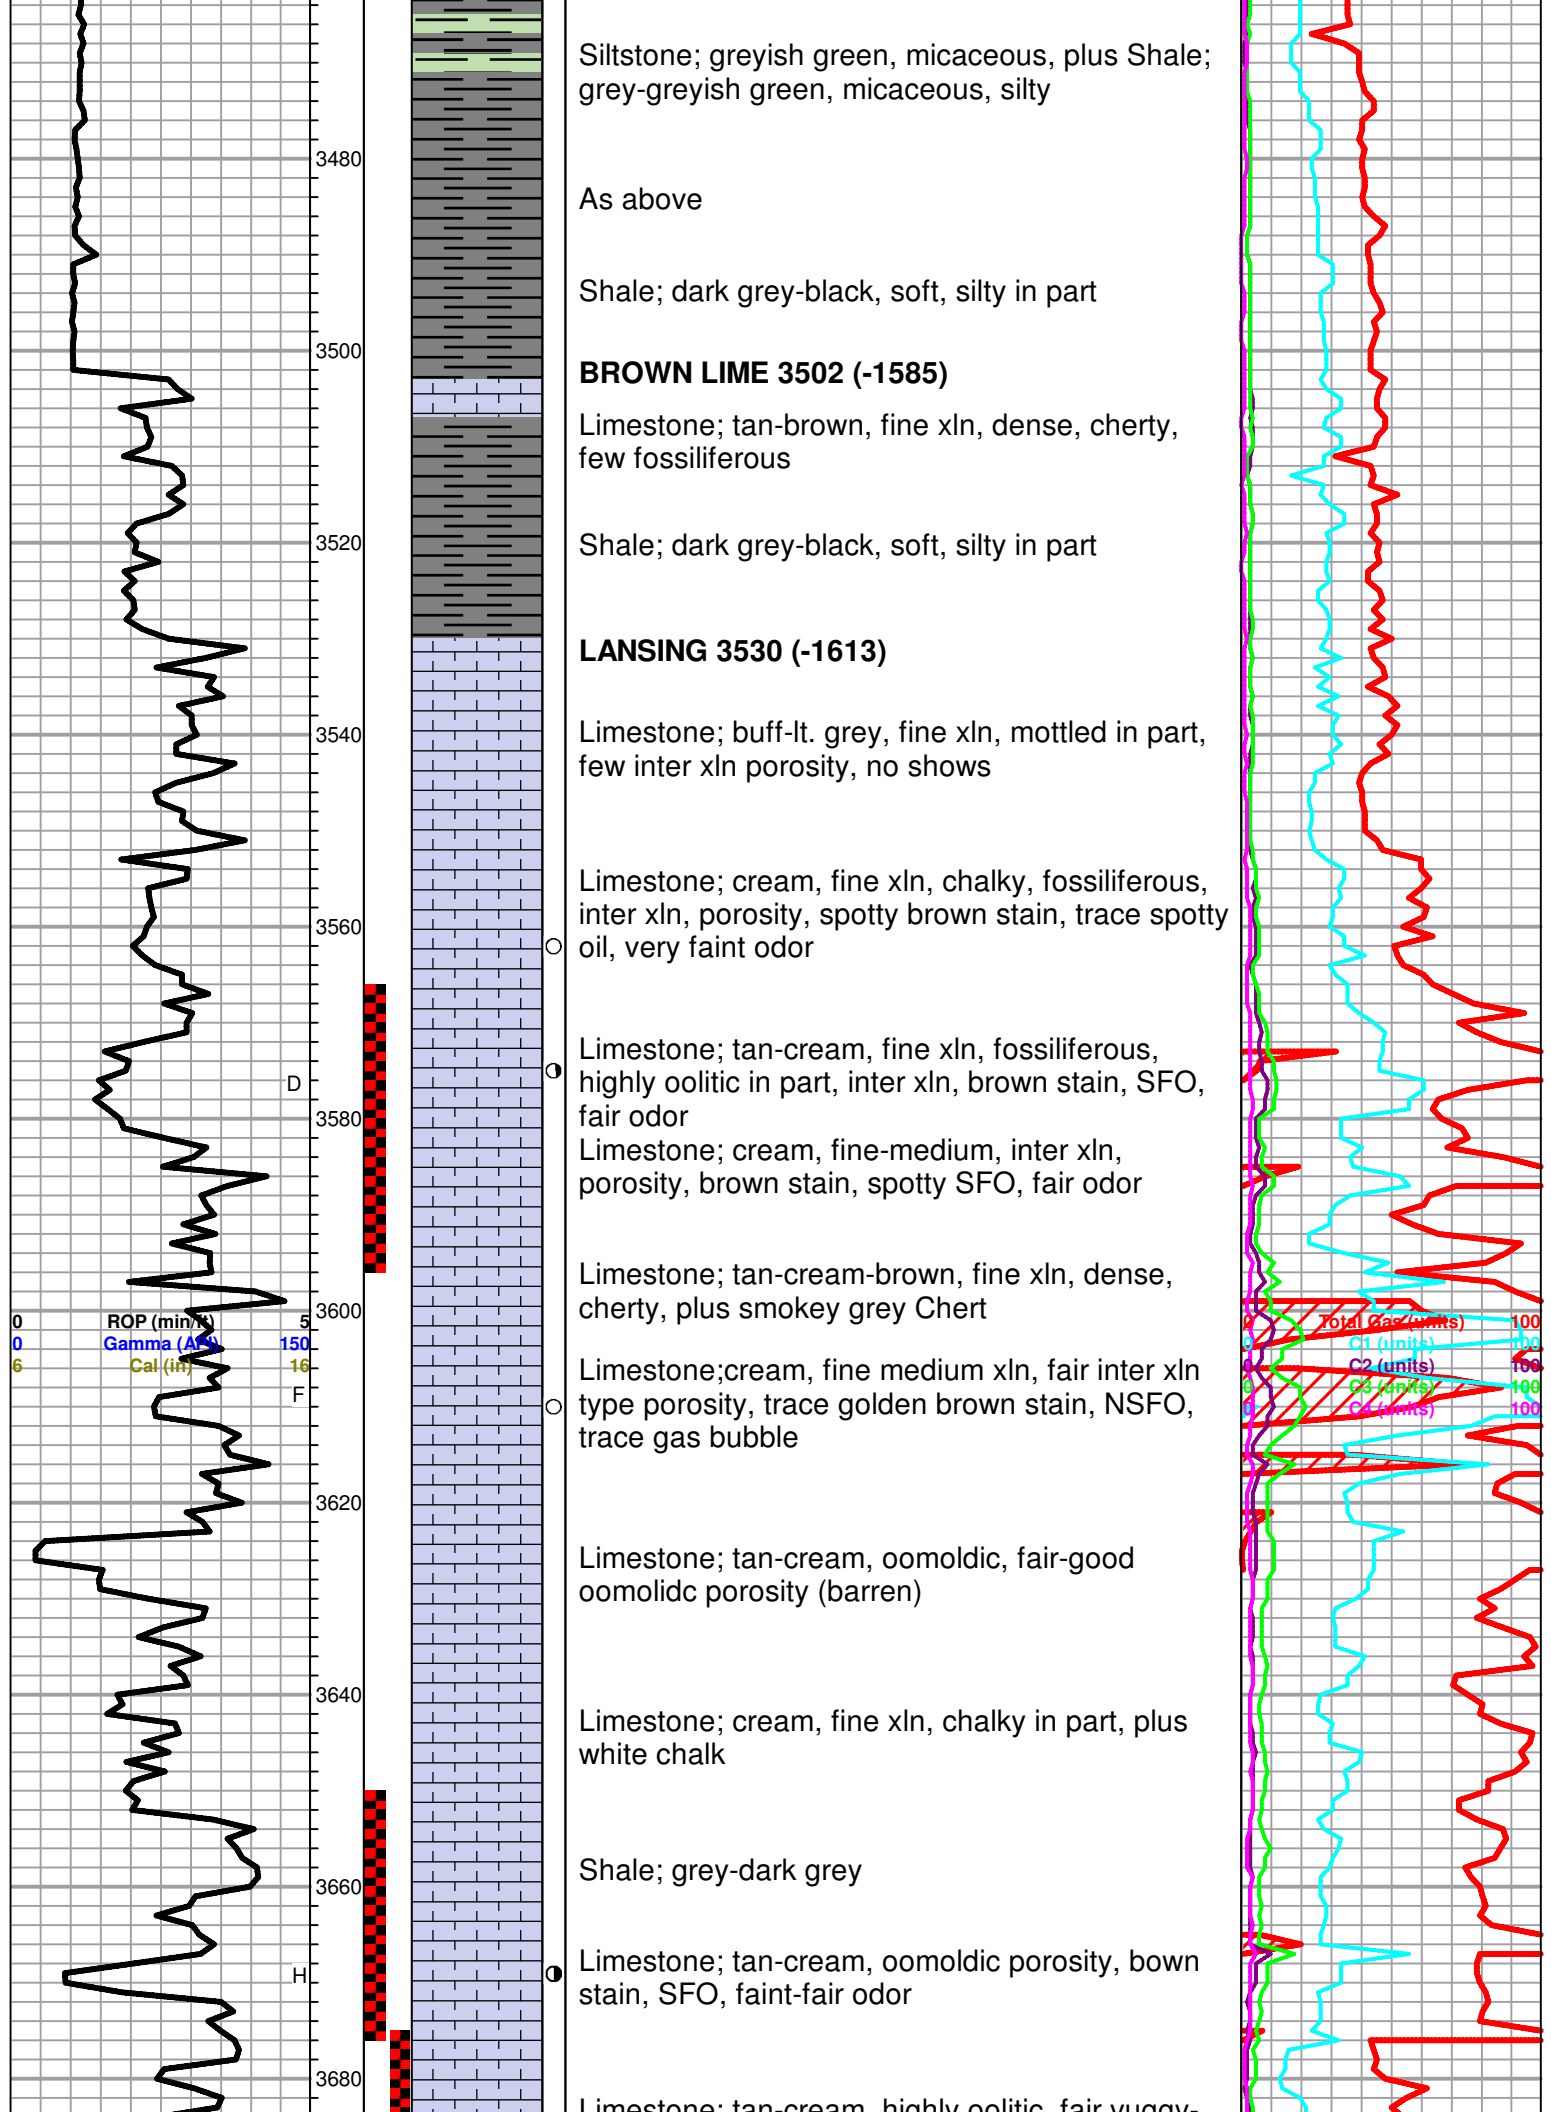 Siltstone; greyish green, micaceous, plus Shale;
grey-greyish green, micaceous, silty
3480
As above
Shale; dark grey-black, soft, silty in part
3500
BROWN LIME 3502 (-1585)
Limestone; tan-brown, fine xln, dense, cherty,
few fossiliferous
3520
Shale; dark grey-black, soft, silty in part
LANSING 3530 (-1613)
3540
Limestone; buff-lt. grey, fine xln, mottled in part,
few inter xln porosity, no shows
Limestone; cream, fine xln, chalky, fossiliferous,
inter xln, porosity, spotty brown stain, trace spotty
oil, very faint odor
3560
Limestone; tan-cream, fine xln, fossiliferous,
highly oolitic in part, inter xln, brown stain, SFO,
fair odor
D
3580
Limestone; cream, fine-medium, inter xln,
porosity, brown stain, spotty SFO, fair odor
Limestone; tan-cream-brown, fine xln, dense,
cherty, plus smokey grey Chert
3600
0 ROP (min/ft) 5
0 Gamma (API) 150
6 Cal (in) 16
0 Total Gas (units) 100
0 C1 (units) 100
0 C2 (units) 100
0 C3 (units) 100
0 C4 (units) 100
F
Limestone;cream, fine medium xln, fair inter xln
type porosity, trace golden brown stain, NSFO,
trace gas bubble
3620
Limestone; tan-cream, oomoldic, fair-good
oomolidc porosity (barren)
3640
Limestone; cream, fine xln, chalky in part, plus
white chalk
3660
Shale; grey-dark grey
H
Limestone; tan-cream, oomoldic porosity, bown
stain, SFO, faint-fair odor
3680
Limestone; tan-cream, highly oolitic, fair vuggy-